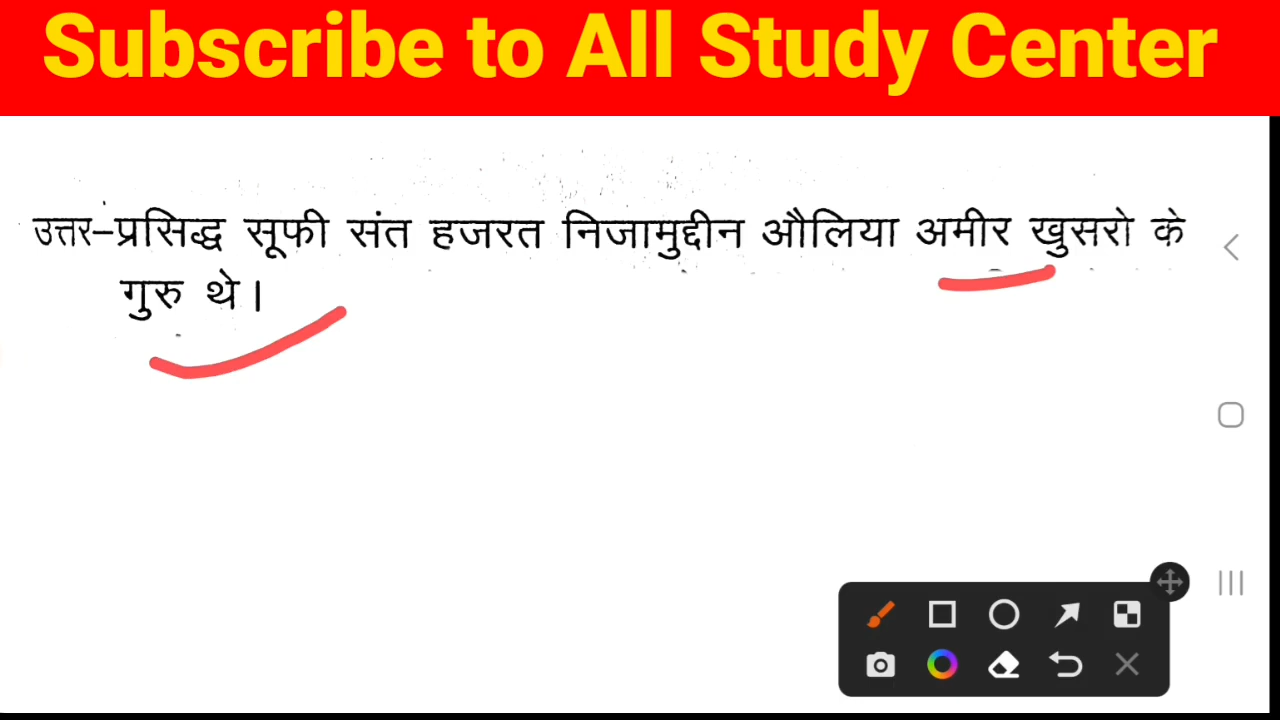 Subscribe to All Study Center
उत्तर–प्रसिद्ध सूफी संत हजरत निजामुद्दीन औलिया अमीर खुसरो के
गुरु थे।